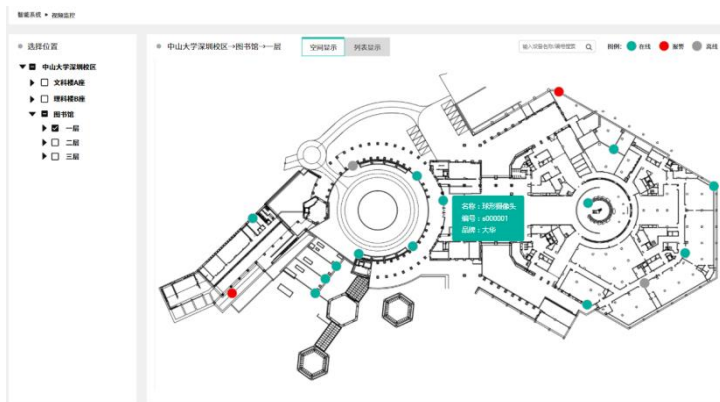 智能系统 • 视频监控
选择位置
中山大学深圳校区
文科楼A座
理科楼B座
图书馆
一层
二层
三层
中山大学深圳校区→图书馆→一层
空间显示
列表显示
输入设备名称/编号搜索
图例:
在线
报警
离线
名称：球形摄像头
编号：s000001
品牌：大华